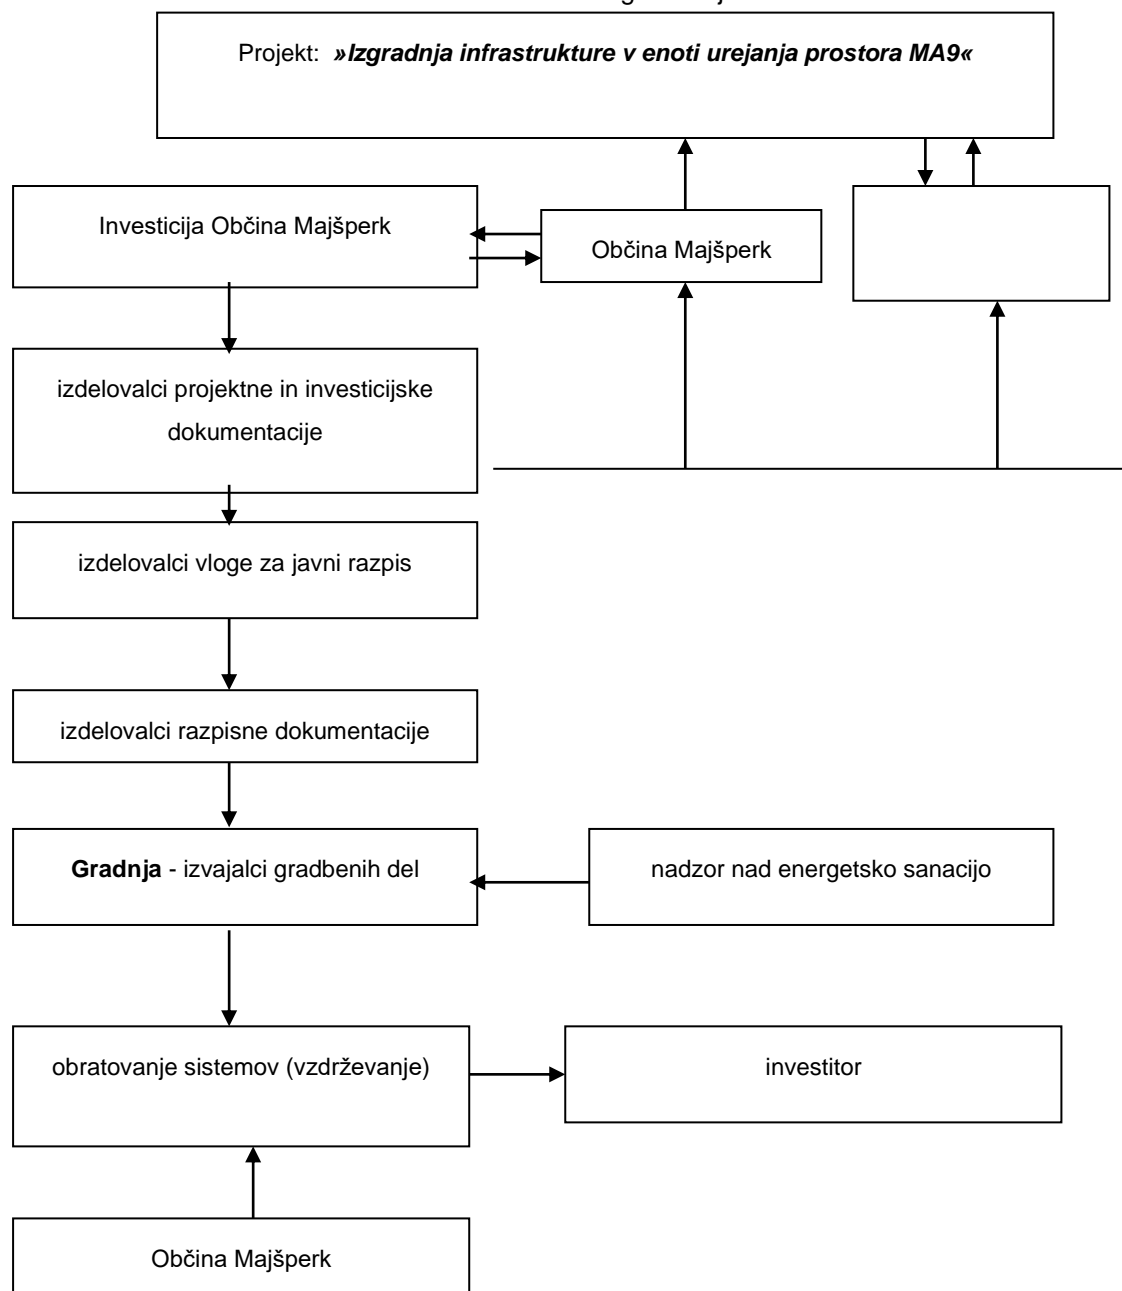 Projekt: »Izgradnja infrastrukture v enoti urejanja prostora MA9«
Investicija Občina Majšperk
Občina Majšperk
izdelovalci projektne in investicijske
dokumentacije
izdelovalci vloge za javni razpis
izdelovalci razpisne dokumentacije
Gradnja - izvajalci gradbenih del
nadzor nad energetsko sanacijo
obratovanje sistemov (vzdrževanje)
investitor
Občina Majšperk